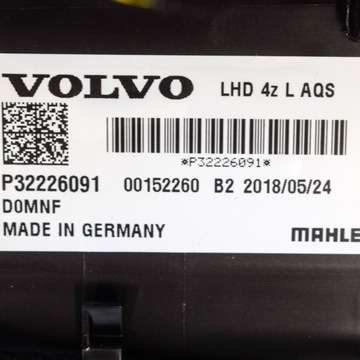 VOLVO LHD 4z L AQS
*P32226091*
P32226091 00152260 B2 2018/05/24
D0MNF
MADE IN GERMANY MAHLE